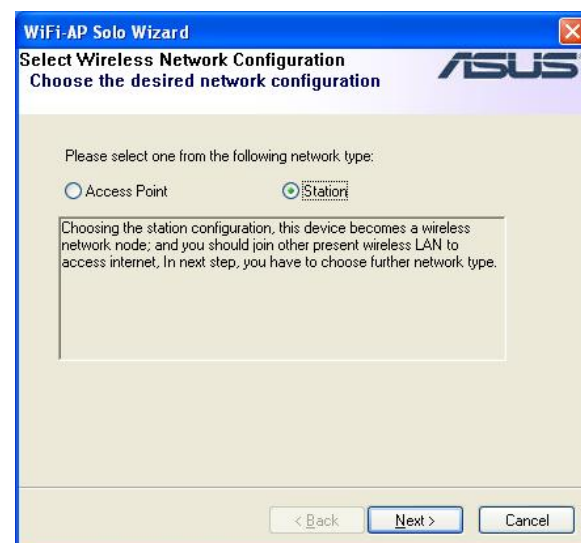 WiFi-AP Solo Wizard
Select Wireless Network Configuration
Choose the desired network configuration
ASUS
Please select one from the following network type:
Access Point
Station
Choosing the station configuration, this device becomes a wireless
network node; and you should join other present wireless LAN to
access internet, In next step, you have to choose further network type.
< Back
Next >
Cancel